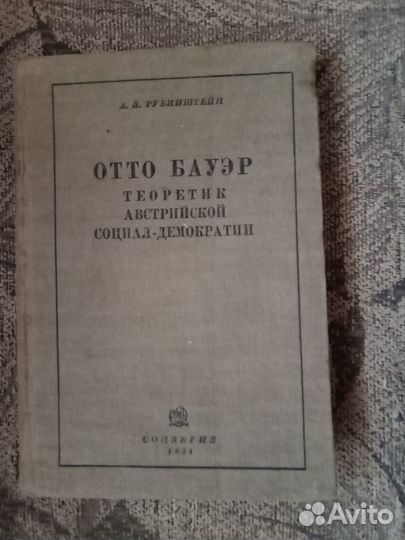 А. Я. РУБИНШТЕЙН
ОТТО БАУЭР
ТЕОРЕТИК
АВСТРИЙСКОЙ
СОЦИАЛ-ДЕМОКРАТИИ
СОЦЭКГИЗ
Avito